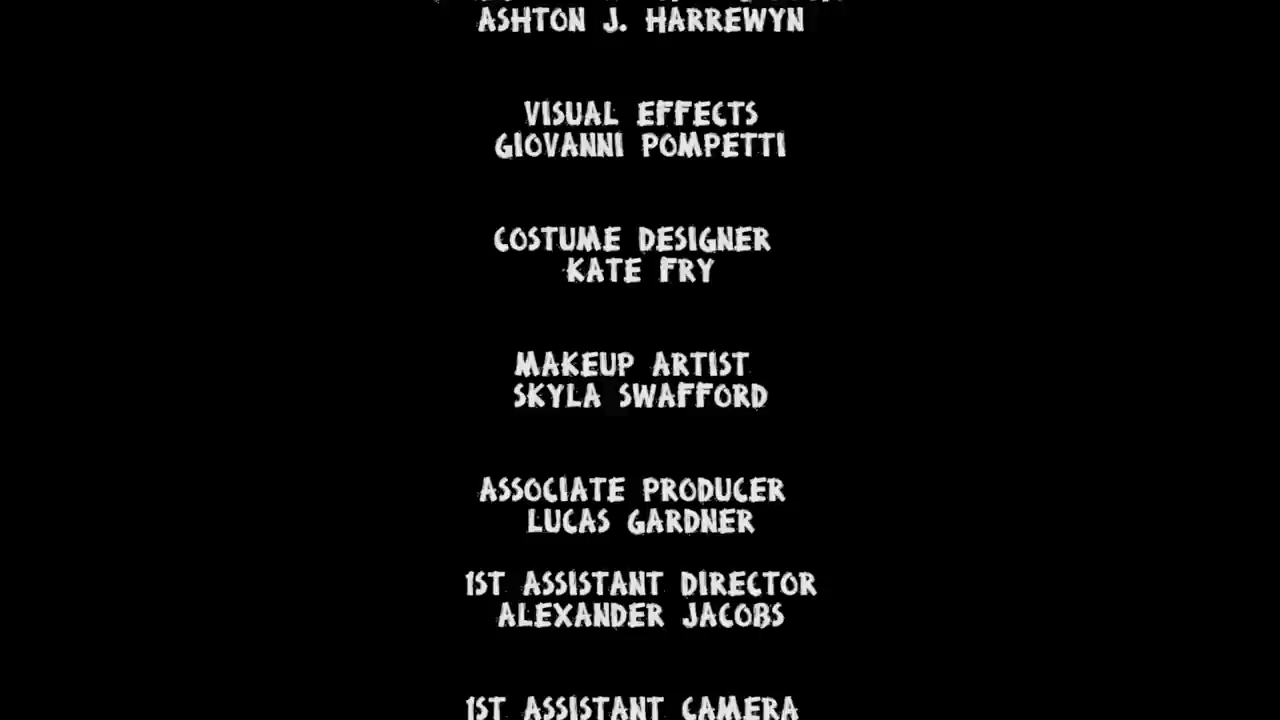 ASHTON J. HARREWYN
VISUAL EFFECTS
GIOVANNI POMPETTI
COSTUME DESIGNER
KATE FRY
MAKEUP ARTIST
SKYLA SWAFFORD
ASSOCIATE PRODUCER
LUCAS GARDNER
1ST ASSISTANT DIRECTOR
ALEXANDER JACOBS
1ST ASSISTANT CAMERA